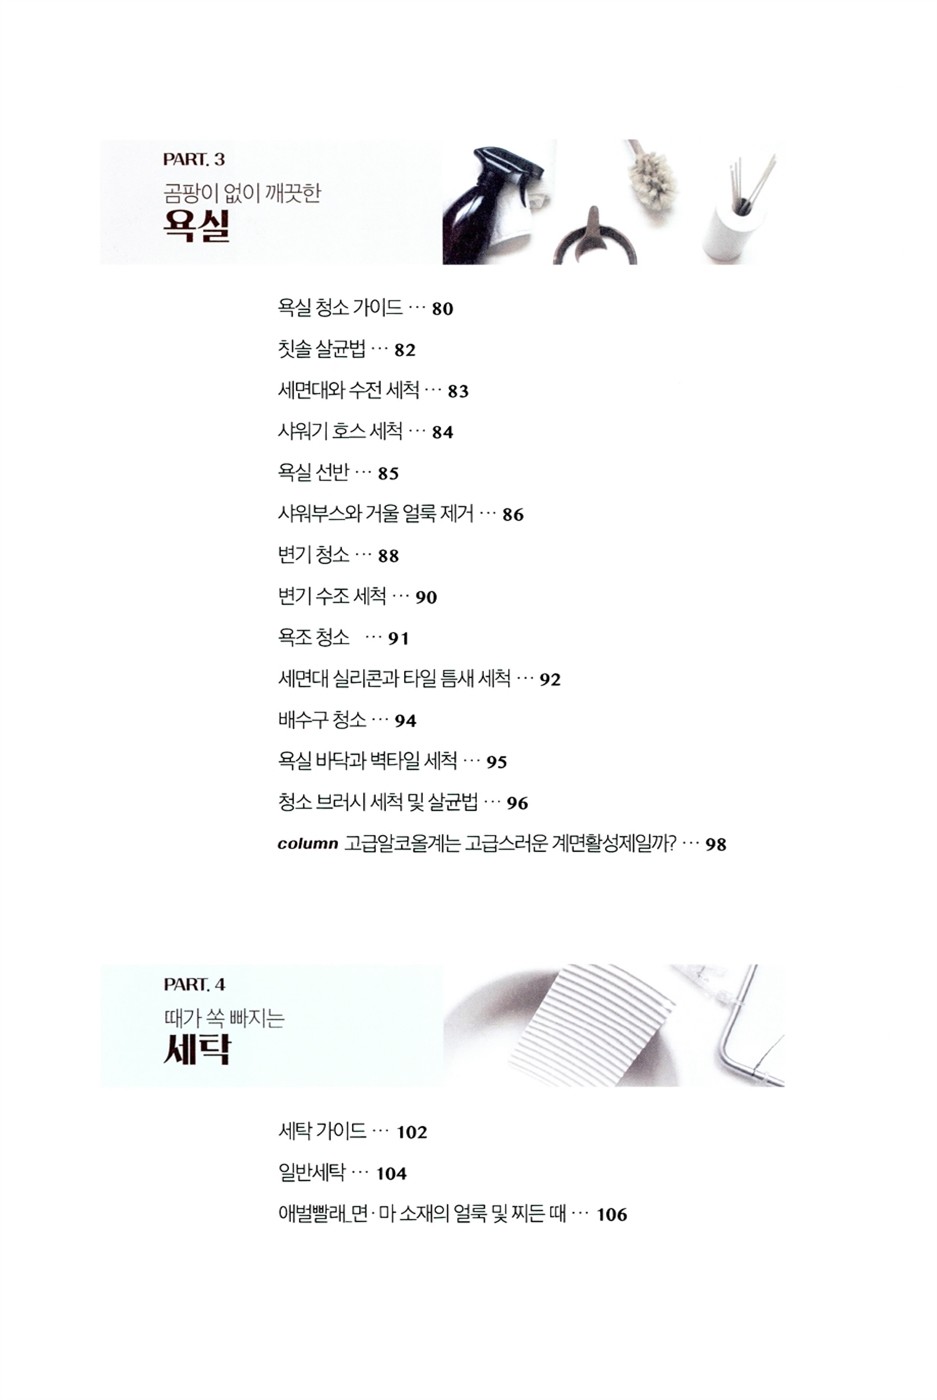 PART. 3
곰팡이 없이 깨끗한
욕실
욕실 청소 가이드 ··· 80
칫솔 살균법 ··· 82
세면대와 수전 세척 ··· 83
샤워기 호스 세척 ··· 84
욕실 선반 ··· 85
샤워부스와 거울 얼룩 제거 ··· 86
변기 청소 ··· 88
변기 수조 세척 ··· 90
욕조 청소 ··· 91
세면대 실리콘과 타일 틈새 세척 ··· 92
배수구 청소 ··· 94
욕실 바닥과 벽타일 세척 ··· 95
청소 브러시 세척 및 살균법 ··· 96
column 고급알코올계는 고급스러운 계면활성제일까? ··· 98
PART. 4
때가 쏙 빠지는
세탁
세탁 가이드 ··· 102
일반세탁 ··· 104
애벌빨래_면 · 마 소재의 얼룩 및 찌든 때 ··· 106